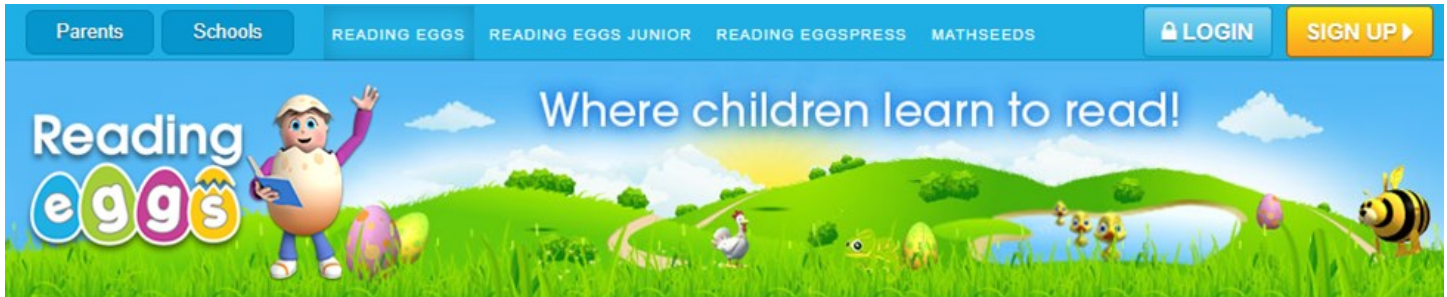 Parents Schools READING EGGS READING EGGS JUNIOR READING EGGSPRESS MATHSEEDS LOGIN SIGN UP
Where children learn to read!
Reading
eggs